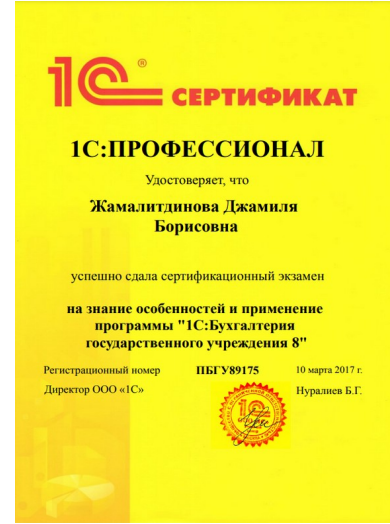 1С® СЕРТИФИКАТ
1С:ПРОФЕССИОНАЛ
Удостоверяет, что
Жамалитдинова Джамиля
Борисовна
успешно сдала сертификационный экзамен
на знание особенностей и применение
программы "1С:Бухгалтерия
государственного учреждения 8"
Регистрационный номер ПБГУ89175 10 марта 2017 г.
Директор ООО «1С» Нуралиев Б.Г.
1С